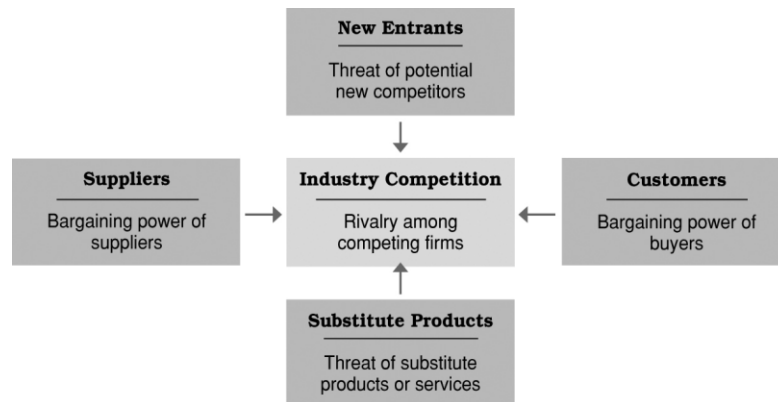 New Entrants
Threat of potential
new competitors
Suppliers
Bargaining power of
suppliers
Industry Competition
Rivalry among
competing firms
Customers
Bargaining power of
buyers
Substitute Products
Threat of substitute
products or services